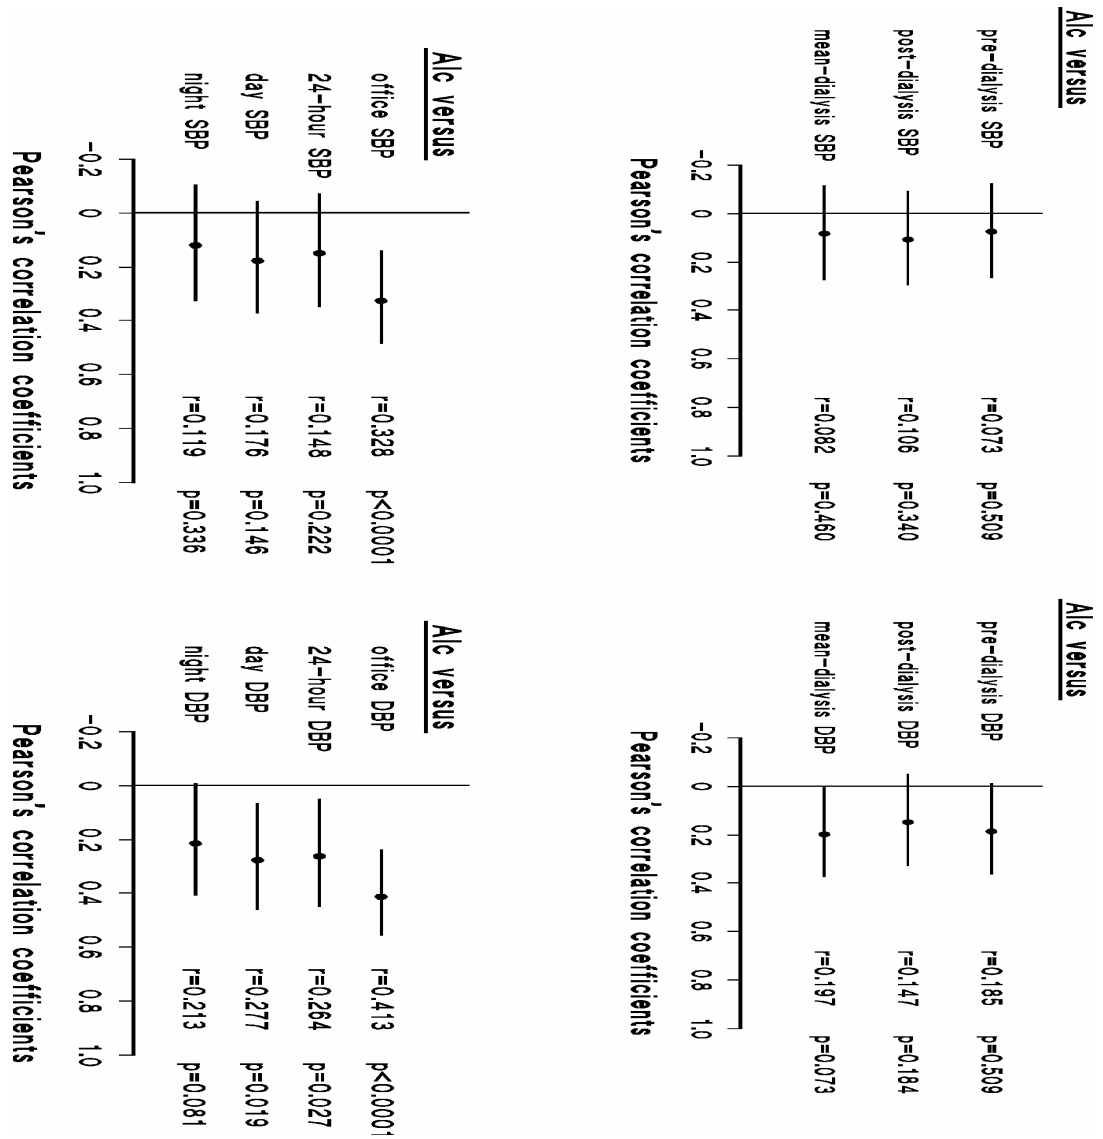 Alc versus
pre-dialysis SBP r=0.073 p=0.509
post-dialysis SBP r=0.106 p=0.340
mean-dialysis SBP r=0.082 p=0.460
-0.2 0 0.2 0.4 0.6 0.8 1.0
Pearson's correlation coefficients
Alc versus
pre-dialysis DBP r=0.185 p=0.509
post-dialysis DBP r=0.147 p=0.184
mean-dialysis DBP r=0.197 p=0.073
-0.2 0 0.2 0.4 0.6 0.8 1.0
Pearson's correlation coefficients
Alc versus
office SBP r=0.328 p<0.0001
24-hour SBP r=0.148 p=0.222
day SBP r=0.176 p=0.146
night SBP r=0.119 p=0.336
-0.2 0 0.2 0.4 0.6 0.8 1.0
Pearson's correlation coefficients
Alc versus
office DBP r=0.413 p<0.0001
24-hour DBP r=0.264 p=0.027
day DBP r=0.277 p=0.019
night DBP r=0.213 p=0.081
-0.2 0 0.2 0.4 0.6 0.8 1.0
Pearson's correlation coefficients